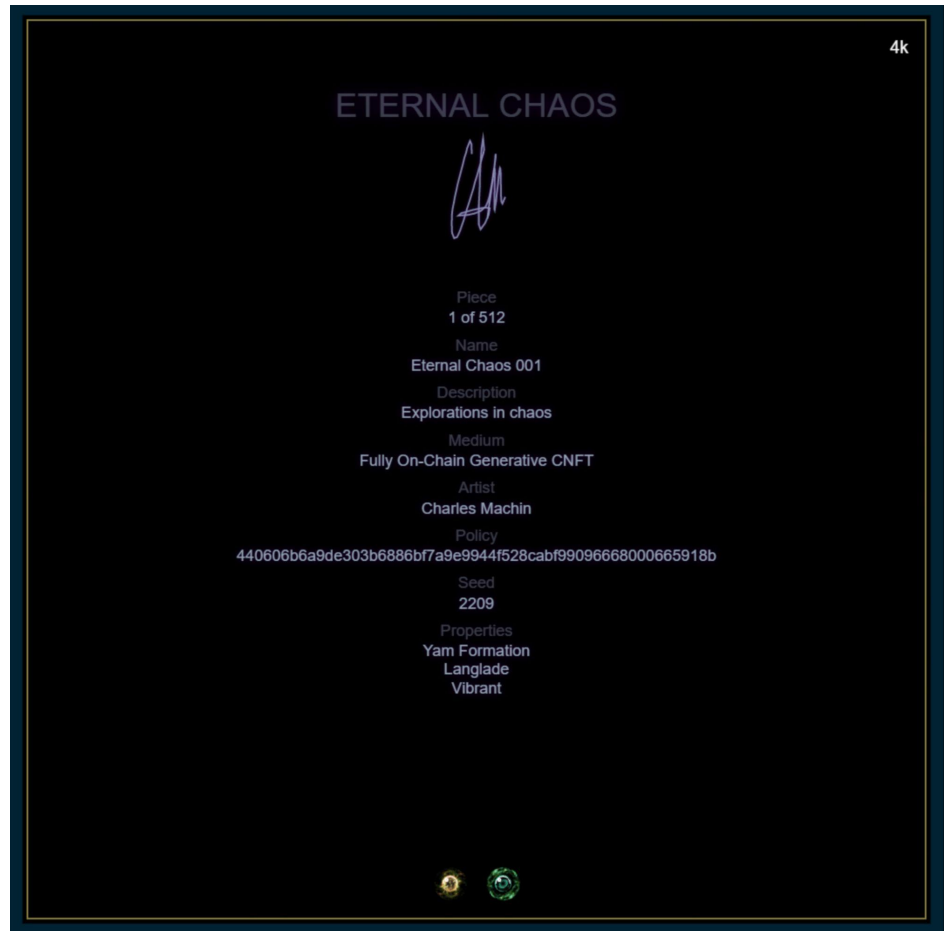 4k
ETERNAL CHAOS
Piece
1 of 512
Name
Eternal Chaos 001
Description
Explorations in chaos
Medium
Fully On-Chain Generative CNFT
Artist
Charles Machin
Policy
440606b6a9de303b6886bf7a9e9944f528cabf99096668000665918b
Seed
2209
Properties
Yam Formation
Langlade
Vibrant